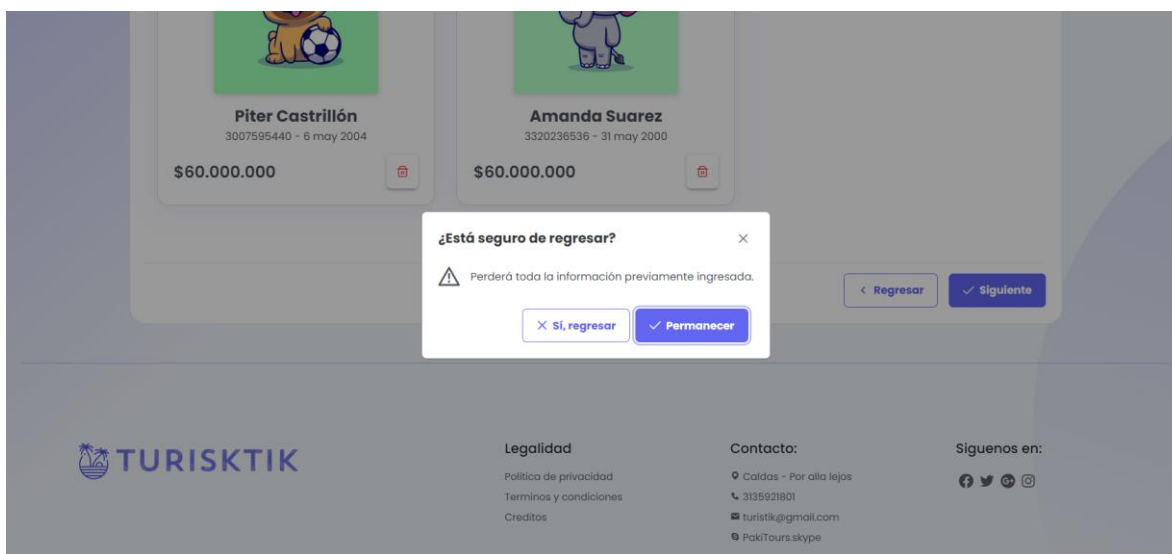 Piter Castrillón
3007595440 - 6 may 2004
$60.000.000
Amanda Suarez
3320236536 - 31 may 2000
$60.000.000
¿Está seguro de regresar?
Perderá toda la información previamente ingresada.
Sí, regresar
Permanecer
Regresar
Siguiente
TURISKTIK
Legalidad
Politica de privacidad
Terminos y condiciones
Creditos
Contacto:
Caldas - Por alla lejos
3135921801
turistik@gmail.com
PakiTours.skype
Siguenos en: